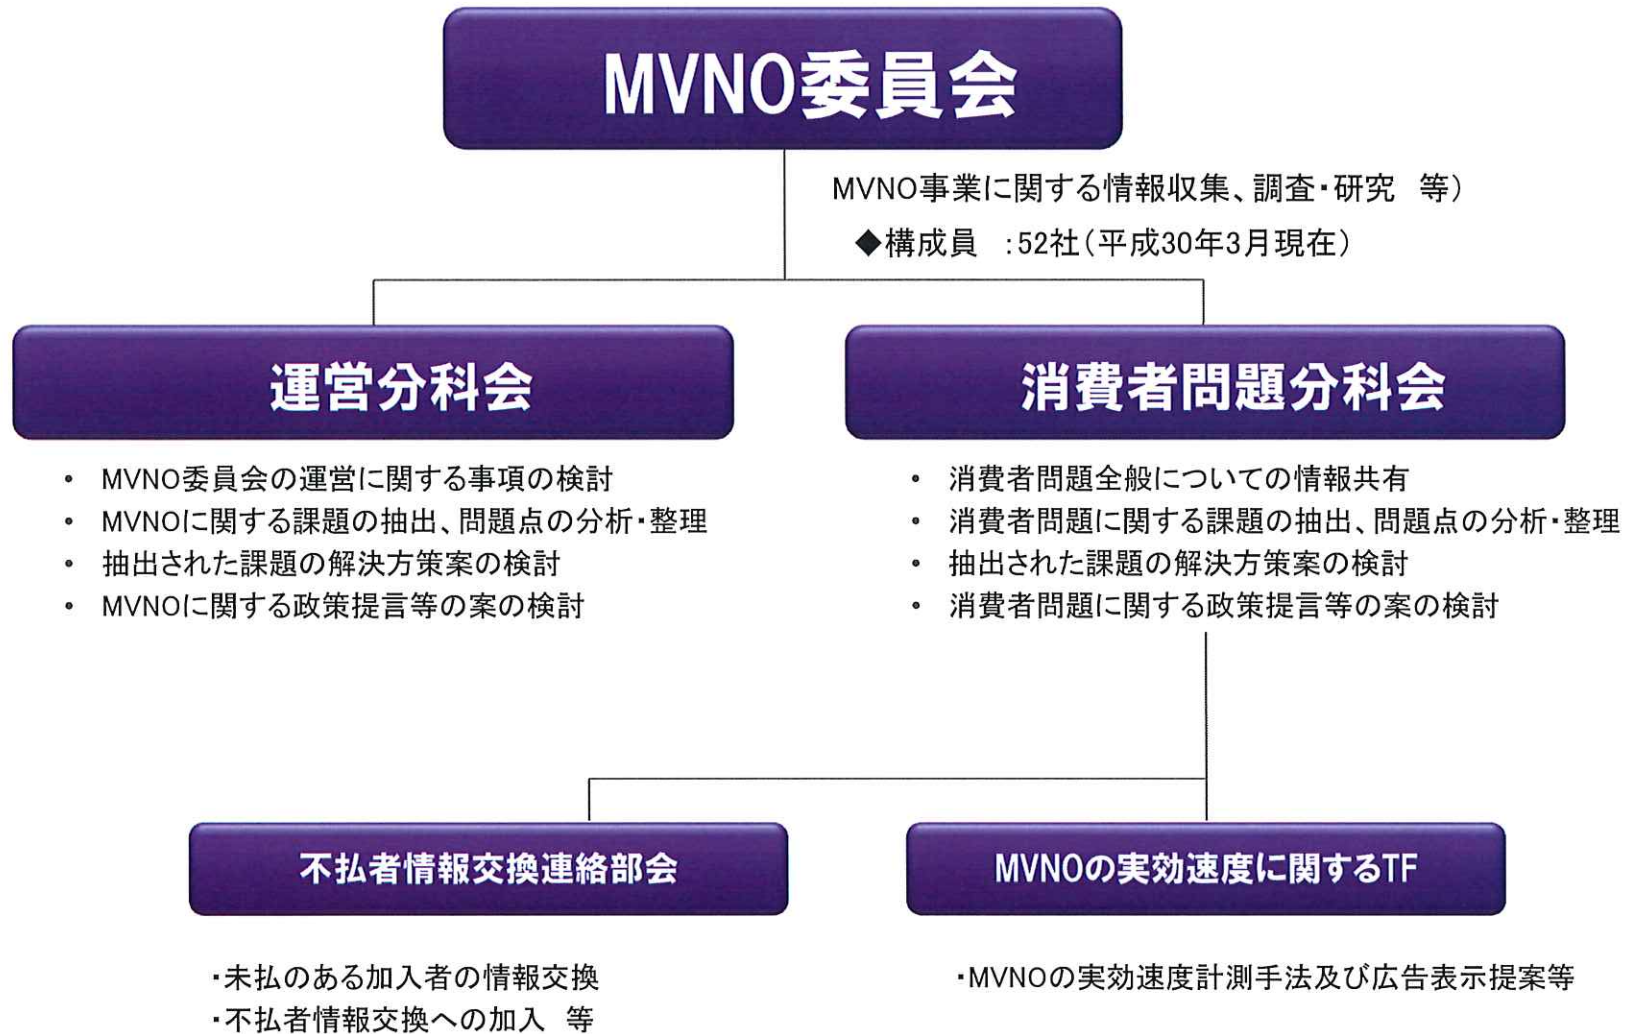 MVNO委員会
MVNO事業に関する情報収集、調査・研究　等）
◆構成員　：52社（平成30年3月現在）
運営分科会
・ MVNO委員会の運営に関する事項の検討
・ MVNOに関する課題の抽出、問題点の分析・整理
・ 抽出された課題の解決方策案の検討
・ MVNOに関する政策提言等の案の検討
消費者問題分科会
・ 消費者問題全般についての情報共有
・ 消費者問題に関する課題の抽出、問題点の分析・整理
・ 抽出された課題の解決方策案の検討
・ 消費者問題に関する政策提言等の案の検討
不払者情報交換連絡部会
・未払のある加入者の情報交換
・不払者情報交換への加入　等
MVNOの実効速度に関するTF
・MVNOの実効速度計測手法及び広告表示提案等